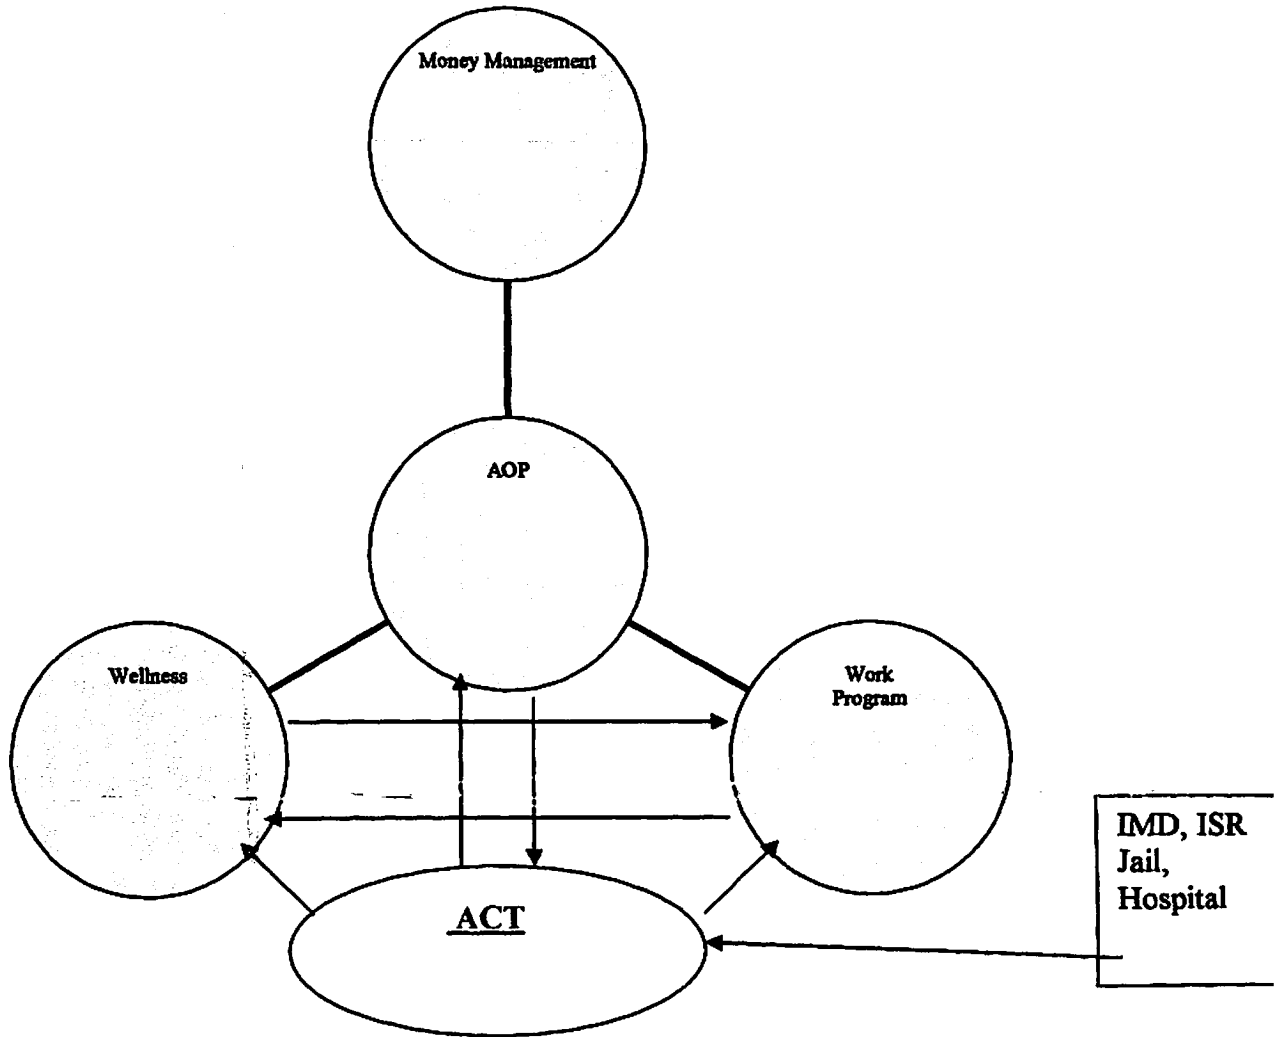 Money Management
AOP
Wellness
Work
Program
IMD, ISR
Jail,
Hospital
ACT